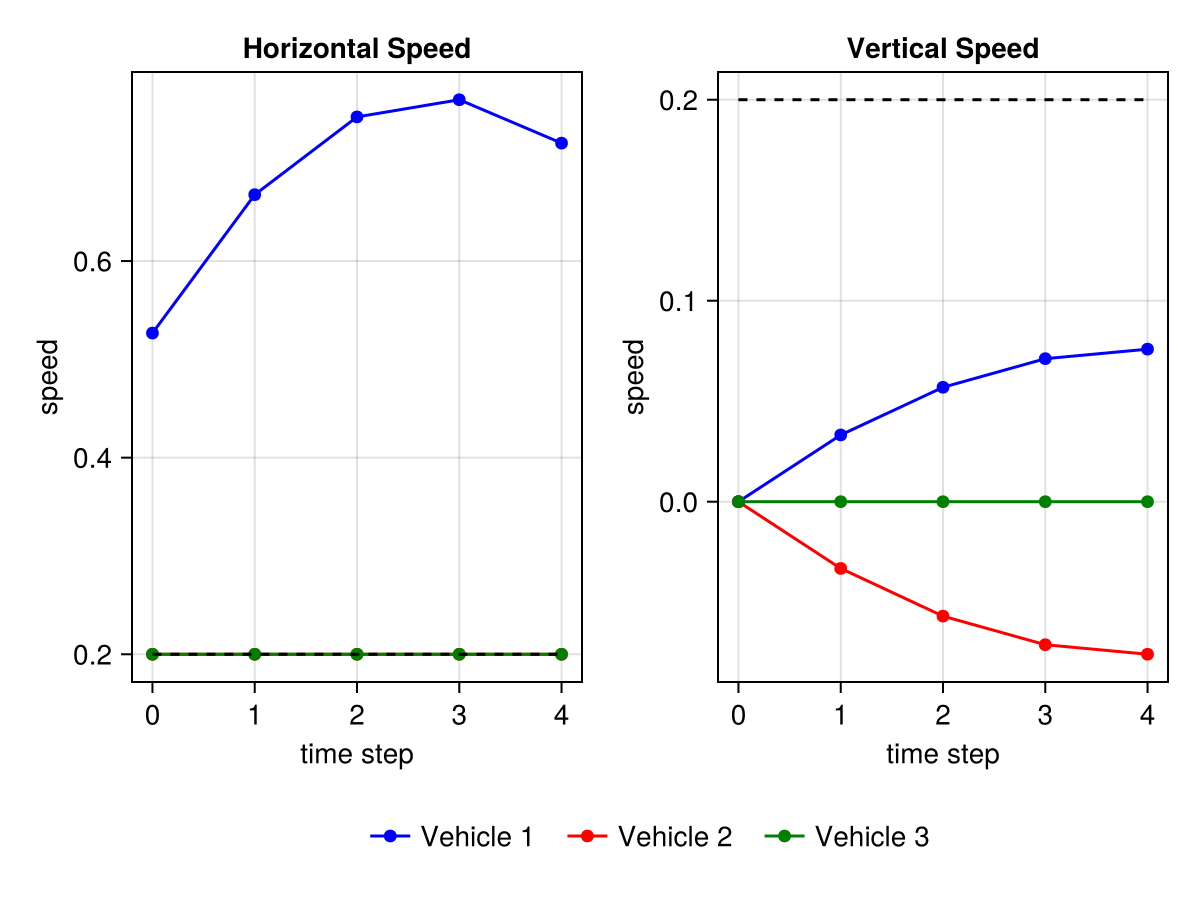 Horizontal Speed
speed
0.6
0.4
0.2
0
1
2
3
4
time step
Vertical Speed
speed
0.2
0.1
0.0
0
1
2
3
4
time step
Vehicle 1
Vehicle 2
Vehicle 3